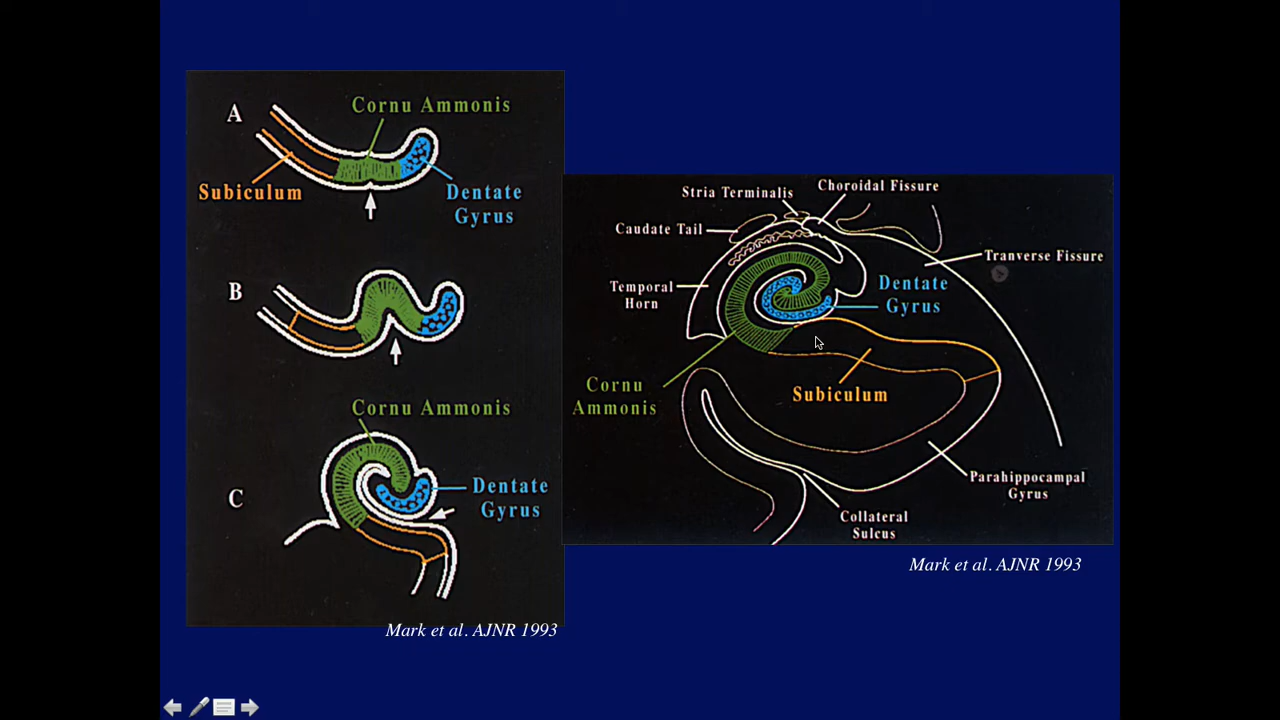 A
Cornu Ammonis
Subiculum
Dentate
Gyrus
B
Cornu Ammonis
C
Dentate
Gyrus
Mark et al. AJNR 1993
Stria Terminalis
Choroidal Fissure
Caudate Tail
Tranverse Fissure
Temporal
Horn
Dentate
Gyrus
Cornu
Ammonis
Subiculum
Parahippocampal
Gyrus
Collateral
Sulcus
Mark et al. AJNR 1993